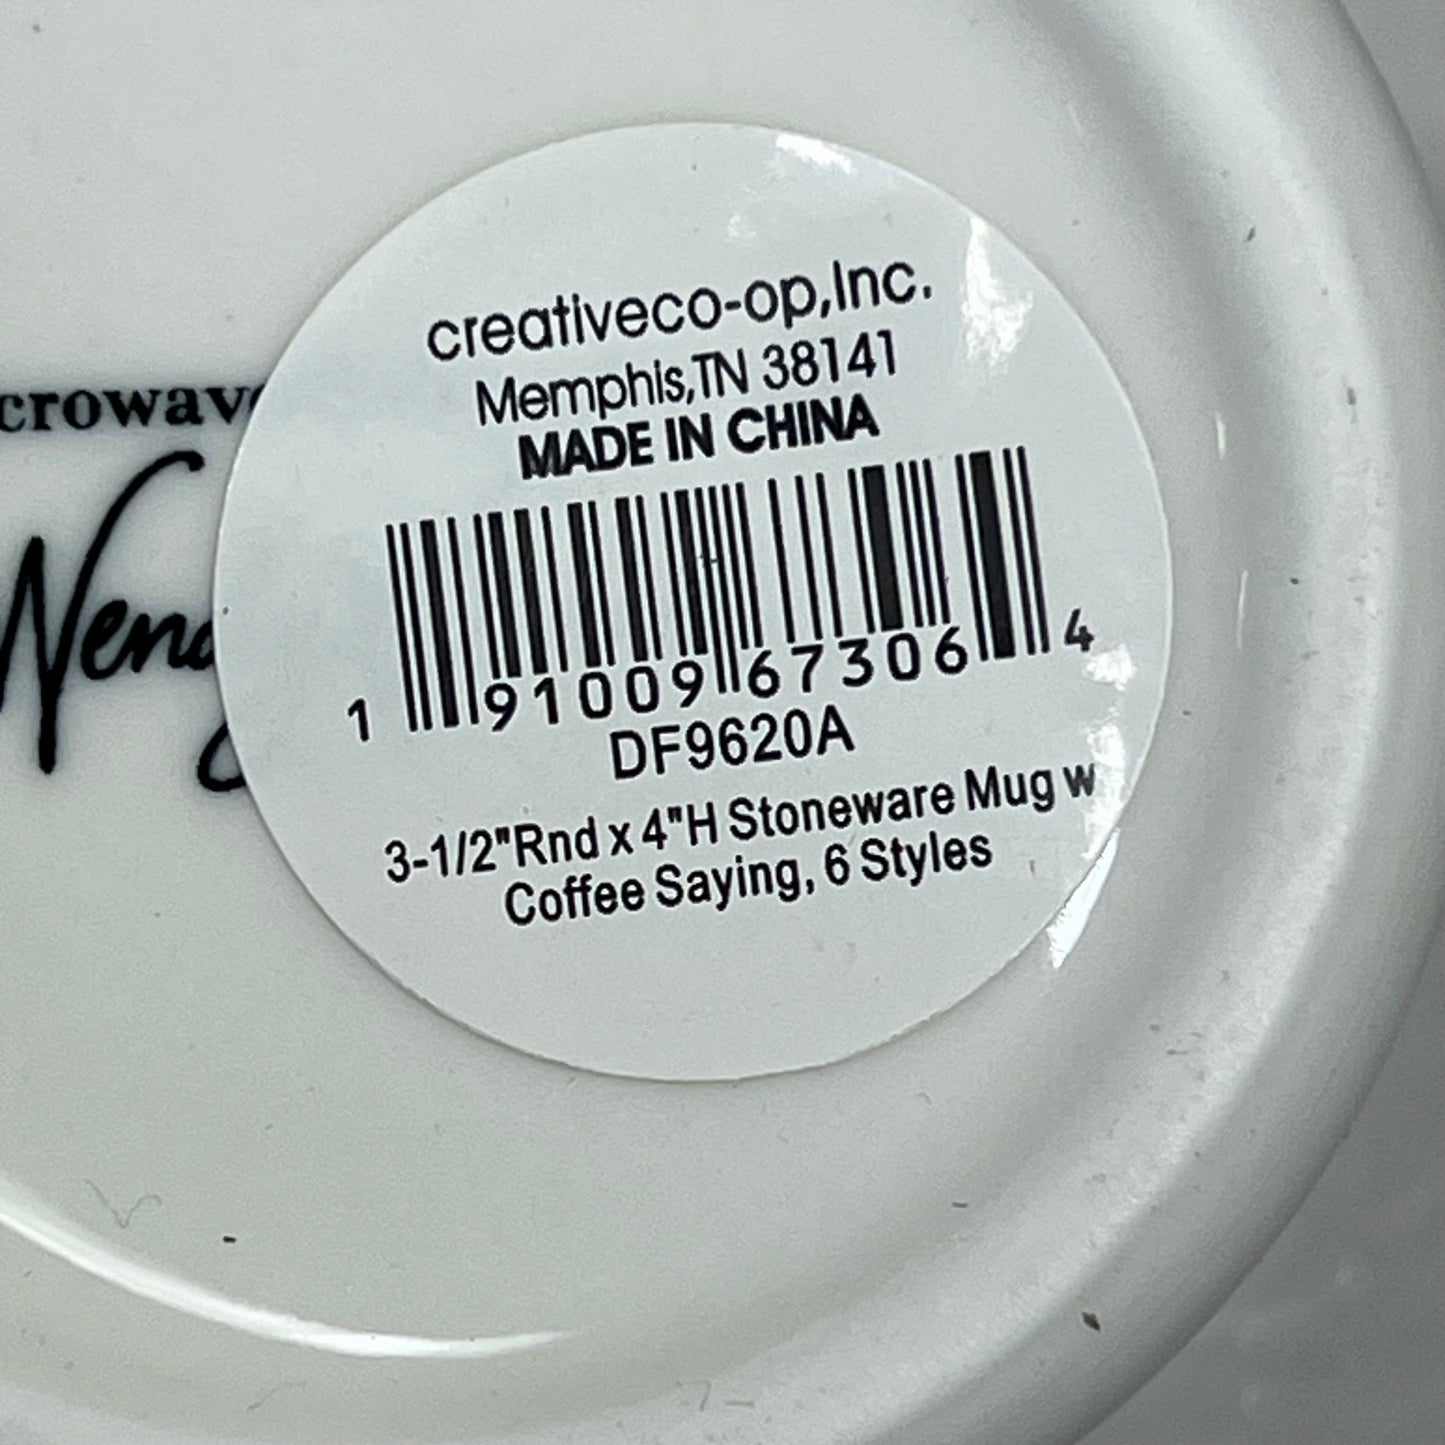 creativeco-op,Inc.
Memphis,TN 38141
MADE IN CHINA
1 91009 67306 4
DF9620A
3-1/2"Rnd x 4"H Stoneware Mug w
Coffee Saying, 6 Styles